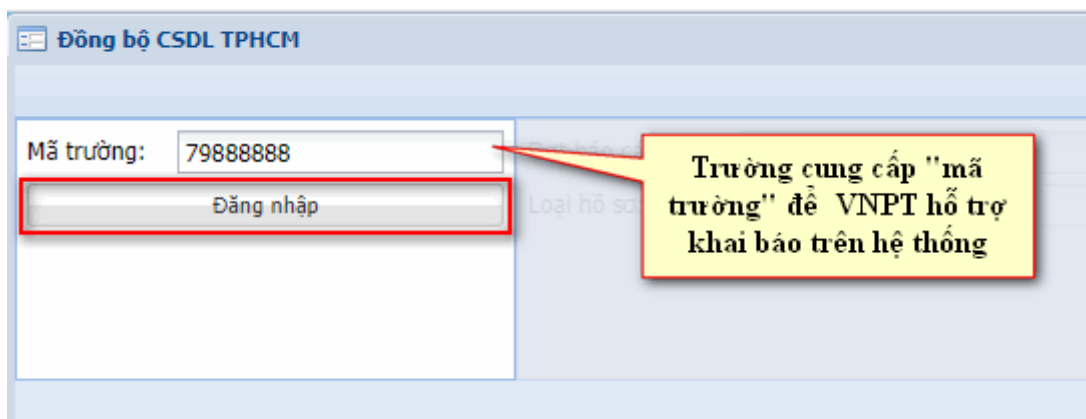 Đồng bộ CSDL TPHCM
Mã trường: 79888888
Đăng nhập
Loại hồ sơ
Trường cung cấp "mã
trường" để VNPT hỗ trợ
khai báo trên hệ thống